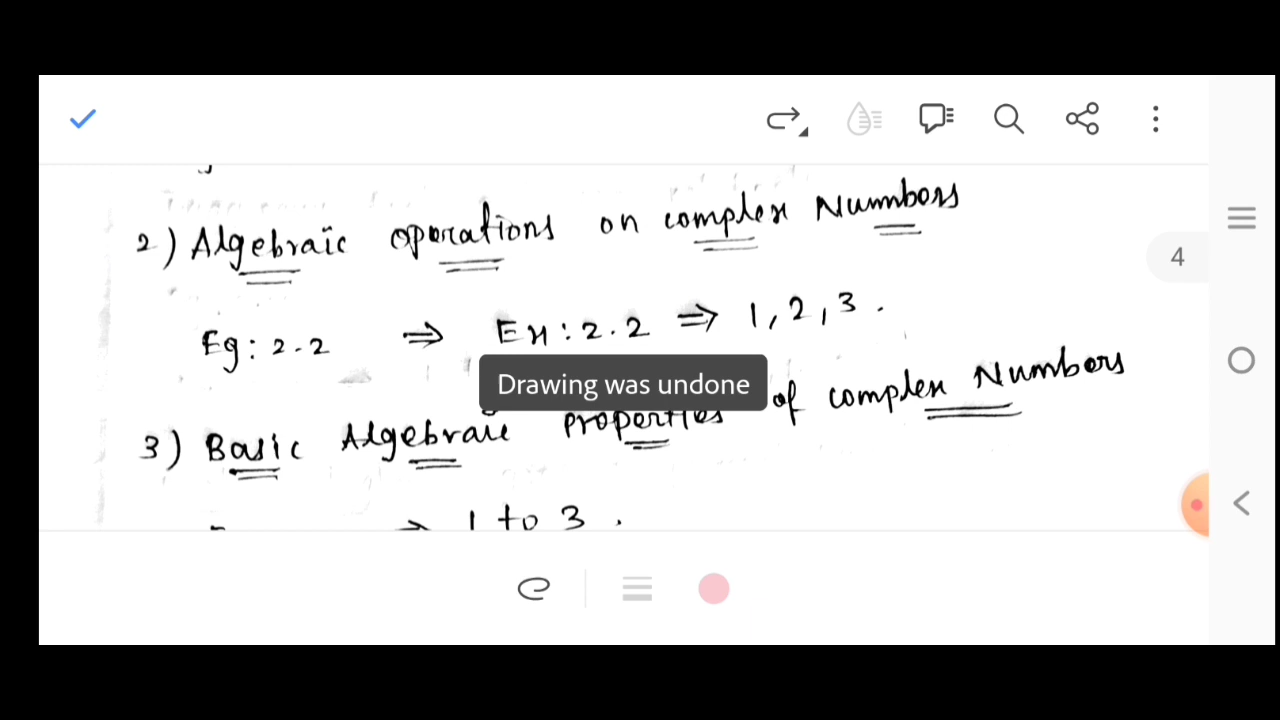 4
2) Algebraic operations on complex Numbers
Eg: 2.2 ⇒ Ex: 2.2 ⇒ 1, 2, 3.
Drawing was undone
3) Basic Algebraic properties of complex Numbers
⇒ 1 to 3.